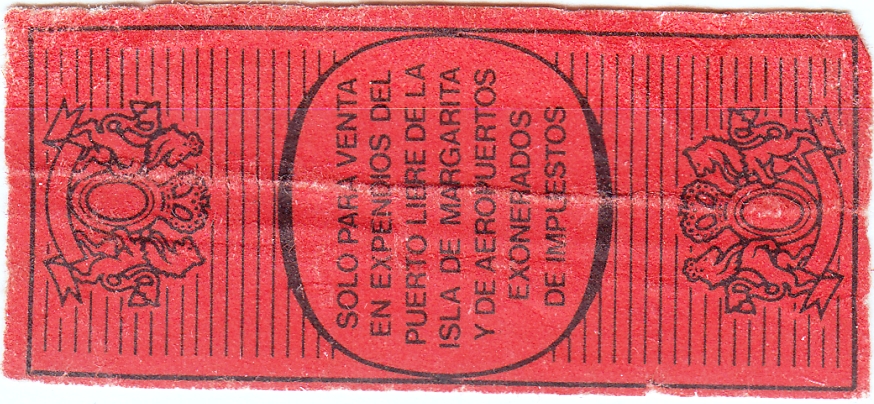 SOLO PARA VENTA
EN EXPENDIOS DEL
PUERTO LIBRE DE LA
ISLA DE MARGARITA
Y DE AEROPUERTOS
EXONERADOS
DE IMPUESTOS